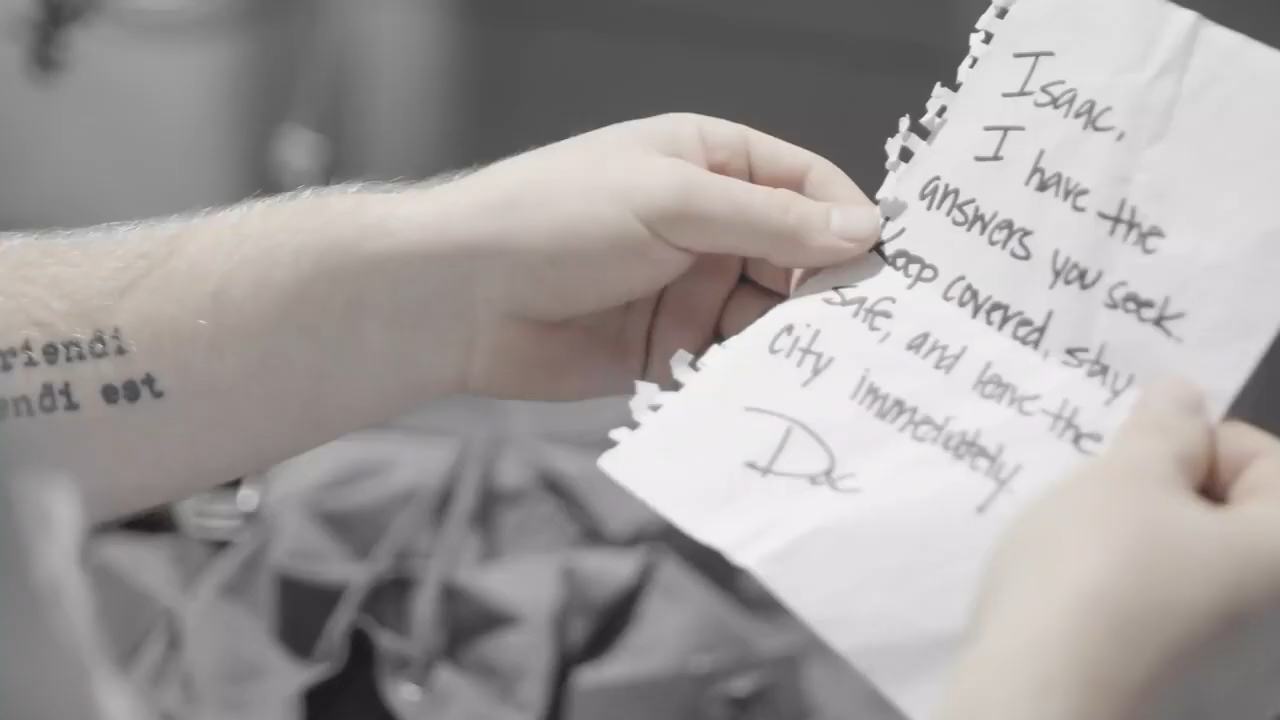 Isaac,
I have the
answers you seek.
Keep covered, stay
safe, and leave the
city immediately
Doc
riendi
endi est